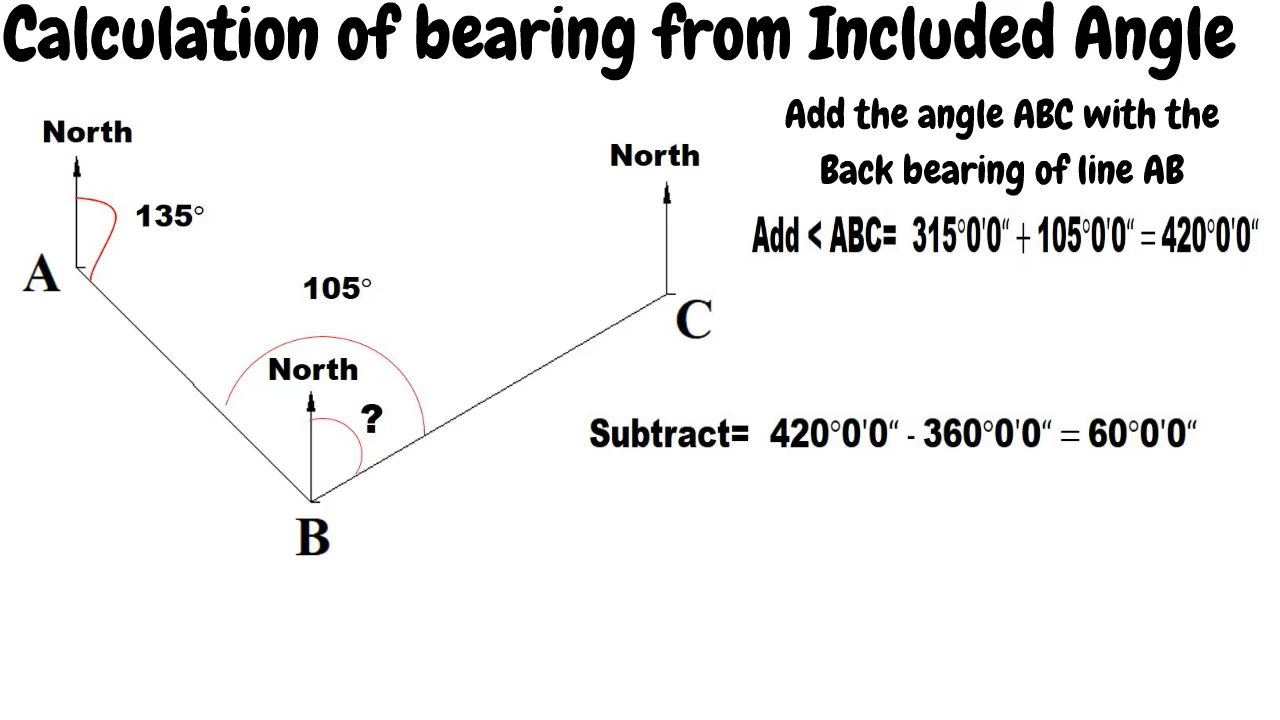 Calculation of bearing from Included Angle
Add the angle ABC with the
Back bearing of line AB
Add < ABC= 315°0'0“ + 105°0'0“ = 420°0'0“
North
135°
A
North
C
105°
North
?
B
Subtract= 420°0'0“ - 360°0'0“ = 60°0'0“